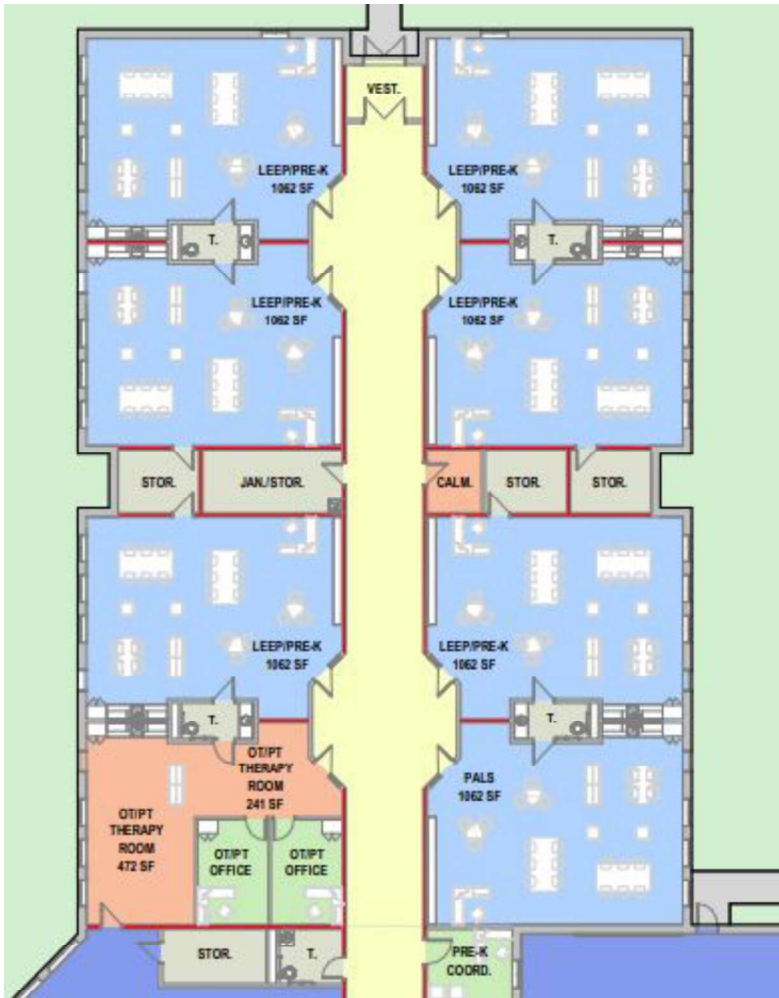 VEST.
LEEP/PRE-K
1062 SF
LEEP/PRE-K
1062 SF
T.
T.
LEEP/PRE-K
1062 SF
LEEP/PRE-K
1062 SF
STOR.
JAN./STOR.
CALM.
STOR.
STOR.
LEEP/PRE-K
1062 SF
LEEP/PRE-K
1062 SF
T.
T.
OT/PT
THERAPY
ROOM
241 SF
PALS
1062 SF
OT/PT
THERAPY
ROOM
472 SF
OT/PT
OFFICE
OT/PT
OFFICE
STOR.
T.
PRE-K
COORD.